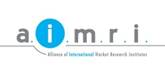 a.i.m.r.i.
Alliance of International Market Research Institutes